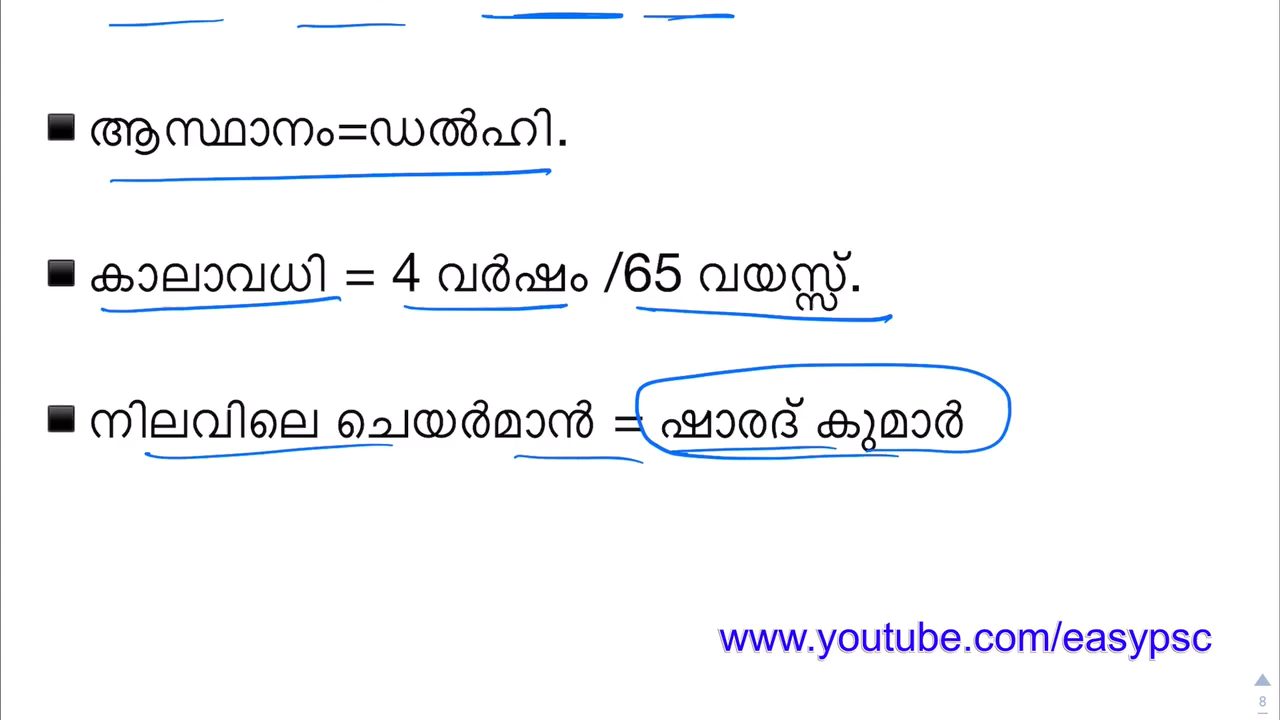 ആസ്ഥാനം=ഡൽഹി.
കാലാവധി = 4 വർഷം /65 വയസ്സ്.
നിലവിലെ ചെയർമാൻ = ഷാരദ് കുമാർ
www.youtube.com/easypsc
8